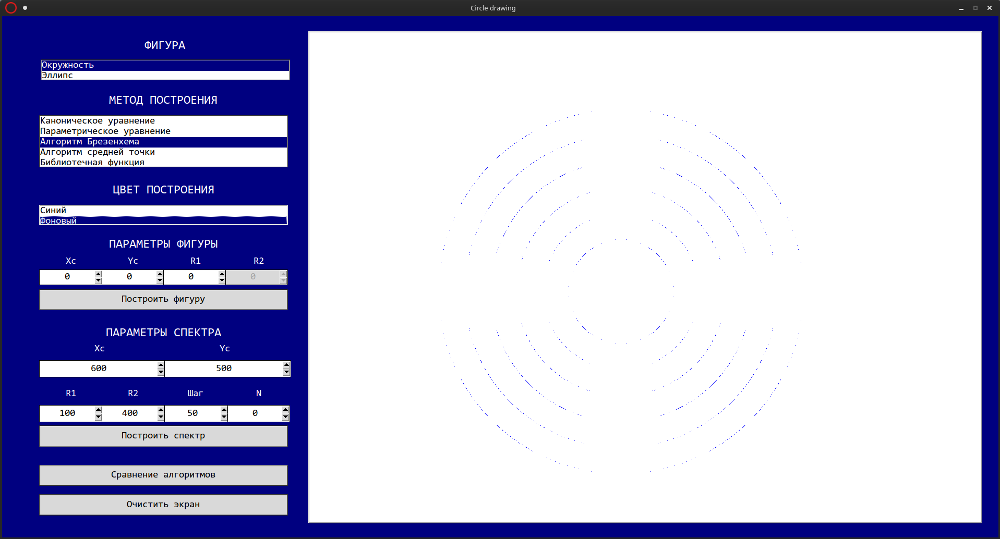 Circle drawing
ФИГУРА
Окружность
Эллипс
МЕТОД ПОСТРОЕНИЯ
Каноническое уравнение
Параметрическое уравнение
Алгоритм Брезенхема
Алгоритм средней точки
Библиотечная функция
ЦВЕТ ПОСТРОЕНИЯ
Синий
Фоновый
ПАРАМЕТРЫ ФИГУРЫ
Xc Yc R1 R2
0 0 0 0
Построить фигуру
ПАРАМЕТРЫ СПЕКТРА
Xc Yc
600 500
R1 R2 Шаг N
100 400 50 0
Построить спектр
Сравнение алгоритмов
Очистить экран